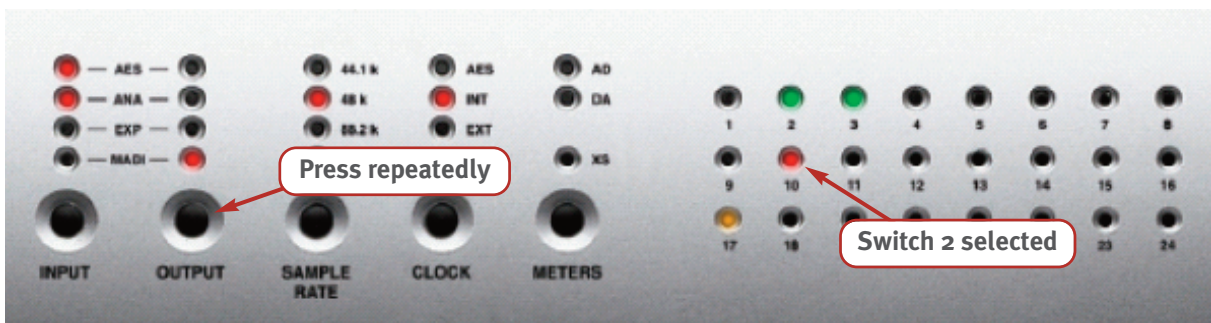 AES 44.1 k AES AD
ANA 48 k INT DA
EXP 88.2 k EXT
MADI XS
Press repeatedly
INPUT OUTPUT SAMPLE RATE CLOCK METERS
1 2 3 4 5 6 7 8
9 10 11 12 13 14 15 16
17 18 23 24
Switch 2 selected